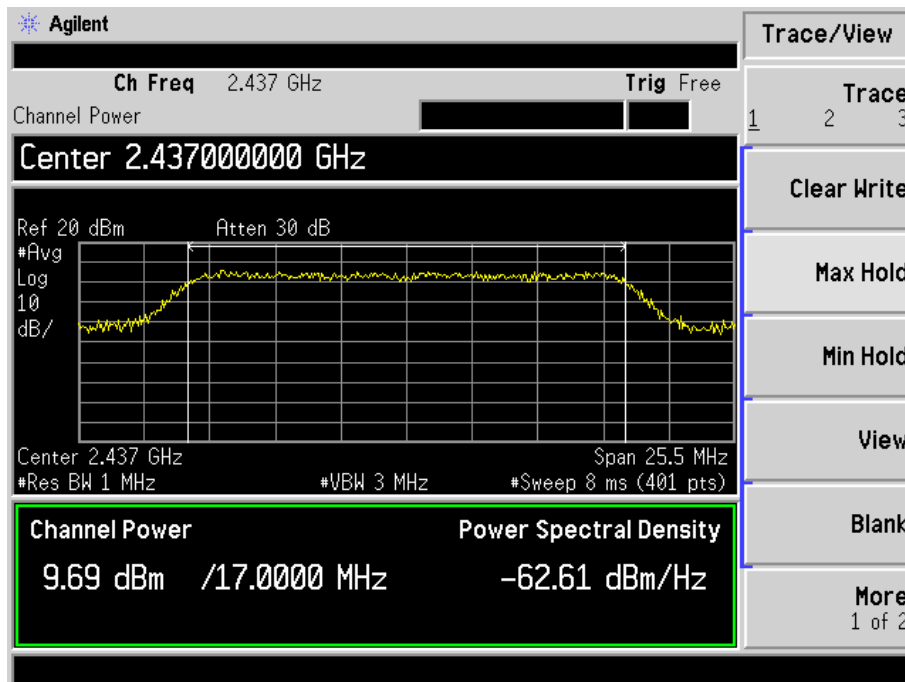 Agilent
Trace/View
Ch Freq 2.437 GHz Trig Free
Channel Power
Trace
1 2 3
Center 2.437000000 GHz
Clear Write
Ref 20 dBm Atten 30 dB
#Avg
Log
10
dB/
Max Hold
Min Hold
View
Center 2.437 GHz Span 25.5 MHz
#Res BW 1 MHz #VBW 3 MHz #Sweep 8 ms (401 pts)
Channel Power Power Spectral Density
9.69 dBm /17.0000 MHz -62.61 dBm/Hz
Blank
More
1 of 2